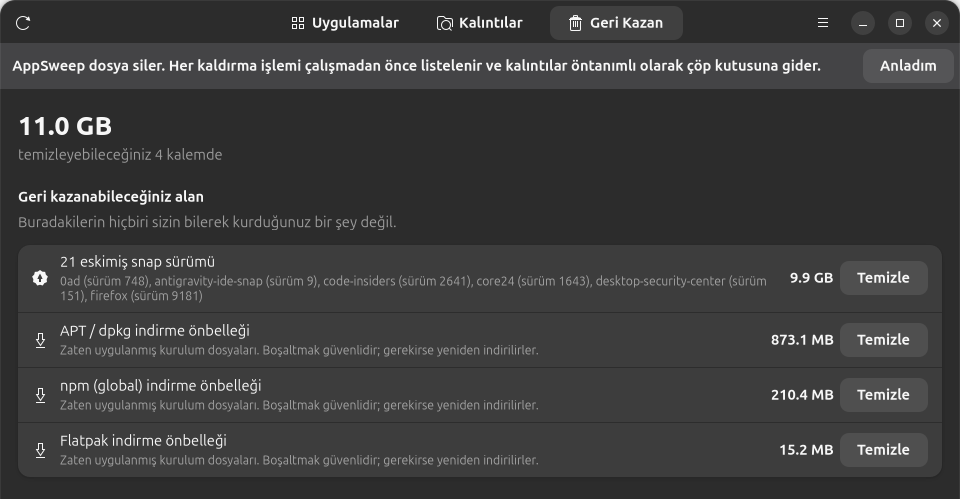 Uygulamalar
Kalıntılar
Geri Kazan
AppSweep dosya siler. Her kaldırma işlemi çalışmadan önce listelenir ve kalıntılar öntanımlı olarak çöp kutusuna gider.
Anladım
11.0 GB
temizleyebileceğiniz 4 kalemde
Geri kazanabileceğiniz alan
Buradakilerin hiçbiri sizin bilerek kurduğunuz bir şey değil.
21 eskimiş snap sürümü
0ad (sürüm 748), antigravity-ide-snap (sürüm 9), code-insiders (sürüm 2641), core24 (sürüm 1643), desktop-security-center (sürüm
151), firefox (sürüm 9181)
9.9 GB
Temizle
APT / dpkg indirme önbelleği
Zaten uygulanmış kurulum dosyaları. Boşaltmak güvenlidir; gerekirse yeniden indirilirler.
873.1 MB
Temizle
npm (global) indirme önbelleği
Zaten uygulanmış kurulum dosyaları. Boşaltmak güvenlidir; gerekirse yeniden indirilirler.
210.4 MB
Temizle
Flatpak indirme önbelleği
Zaten uygulanmış kurulum dosyaları. Boşaltmak güvenlidir; gerekirse yeniden indirilirler.
15.2 MB
Temizle